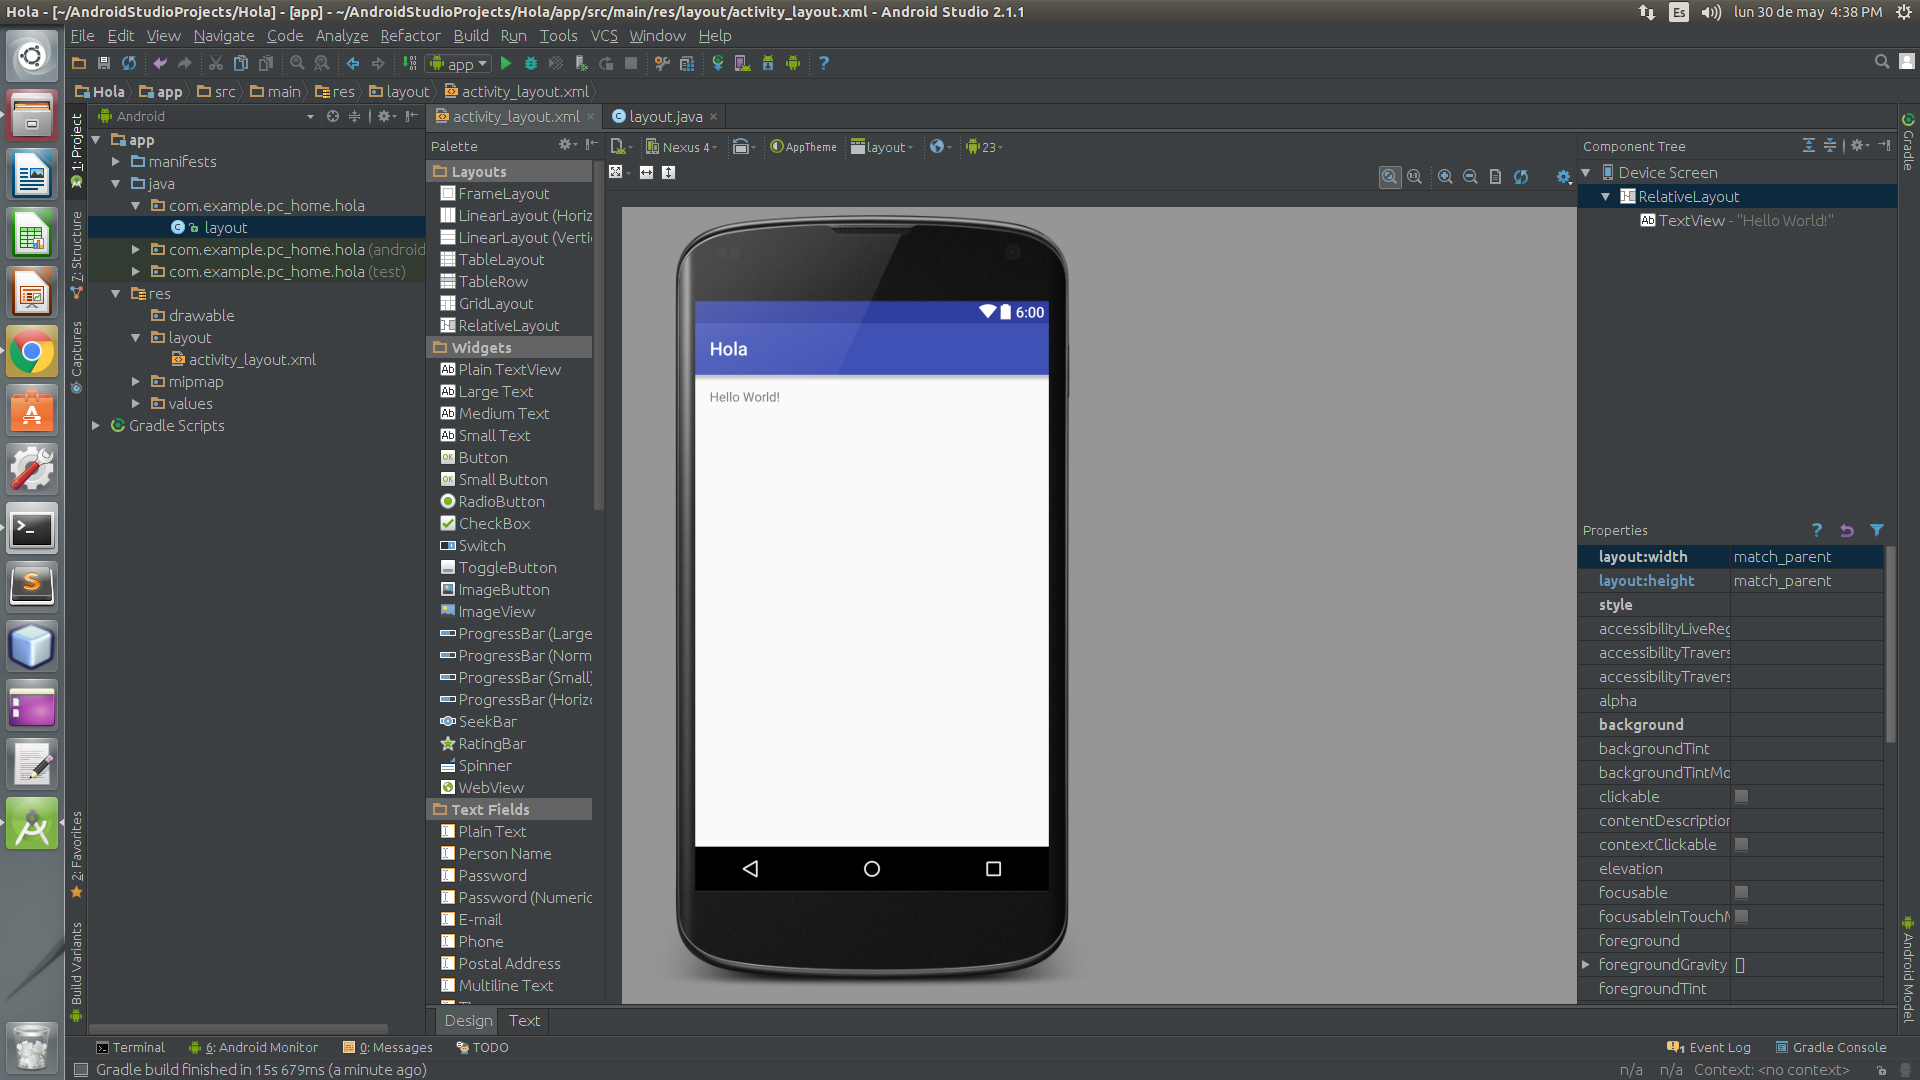 Hola - [~/AndroidStudioProjects/Hola] - [app] - ~/AndroidStudioProjects/Hola/app/src/main/res/layout/activity_layout.xml - Android Studio 2.1.1
Es
lun 30 de may 4:38 PM
File Edit View Navigate Code Analyze Refactor Build Run Tools VCS Window Help
app
Hola app src main res layout activity_layout.xml
Android
activity_layout.xml
layout.java
1: Project
7: Structure
Captures
2: Favorites
Build Variants
app
manifests
java
com.example.pc_home.hola
layout
com.example.pc_home.hola (android
com.example.pc_home.hola (test)
res
drawable
layout
activity_layout.xml
mipmap
values
Gradle Scripts
Palette
Layouts
FrameLayout
LinearLayout (Horiz
LinearLayout (Verti
TableLayout
TableRow
GridLayout
RelativeLayout
Widgets
Plain TextView
Large Text
Medium Text
Small Text
Button
Small Button
RadioButton
CheckBox
Switch
ToggleButton
ImageButton
ImageView
ProgressBar (Large
ProgressBar (Norm
ProgressBar (Small)
ProgressBar (Horizo
SeekBar
RatingBar
Spinner
WebView
Text Fields
Plain Text
Person Name
Password
Password (Numeric
E-mail
Phone
Postal Address
Multiline Text
Nexus 4
AppTheme
layout
23
6:00
Hola
Hello World!
Design Text
Component Tree
Device Screen
RelativeLayout
TextView - "Hello World!"
Properties
layout:width match_parent
layout:height match_parent
style
accessibilityLiveReg
accessibilityTravers
accessibilityTravers
alpha
background
backgroundTint
backgroundTintMo
clickable
contentDescription
contextClickable
elevation
focusable
focusableInTouchM
foreground
foregroundGravity []
foregroundTint
Gradle
Android Model
Terminal
6: Android Monitor
0: Messages
TODO
Event Log
Gradle Console
Gradle build finished in 15s 679ms (a minute ago)
n/a n/a Context: <no context>